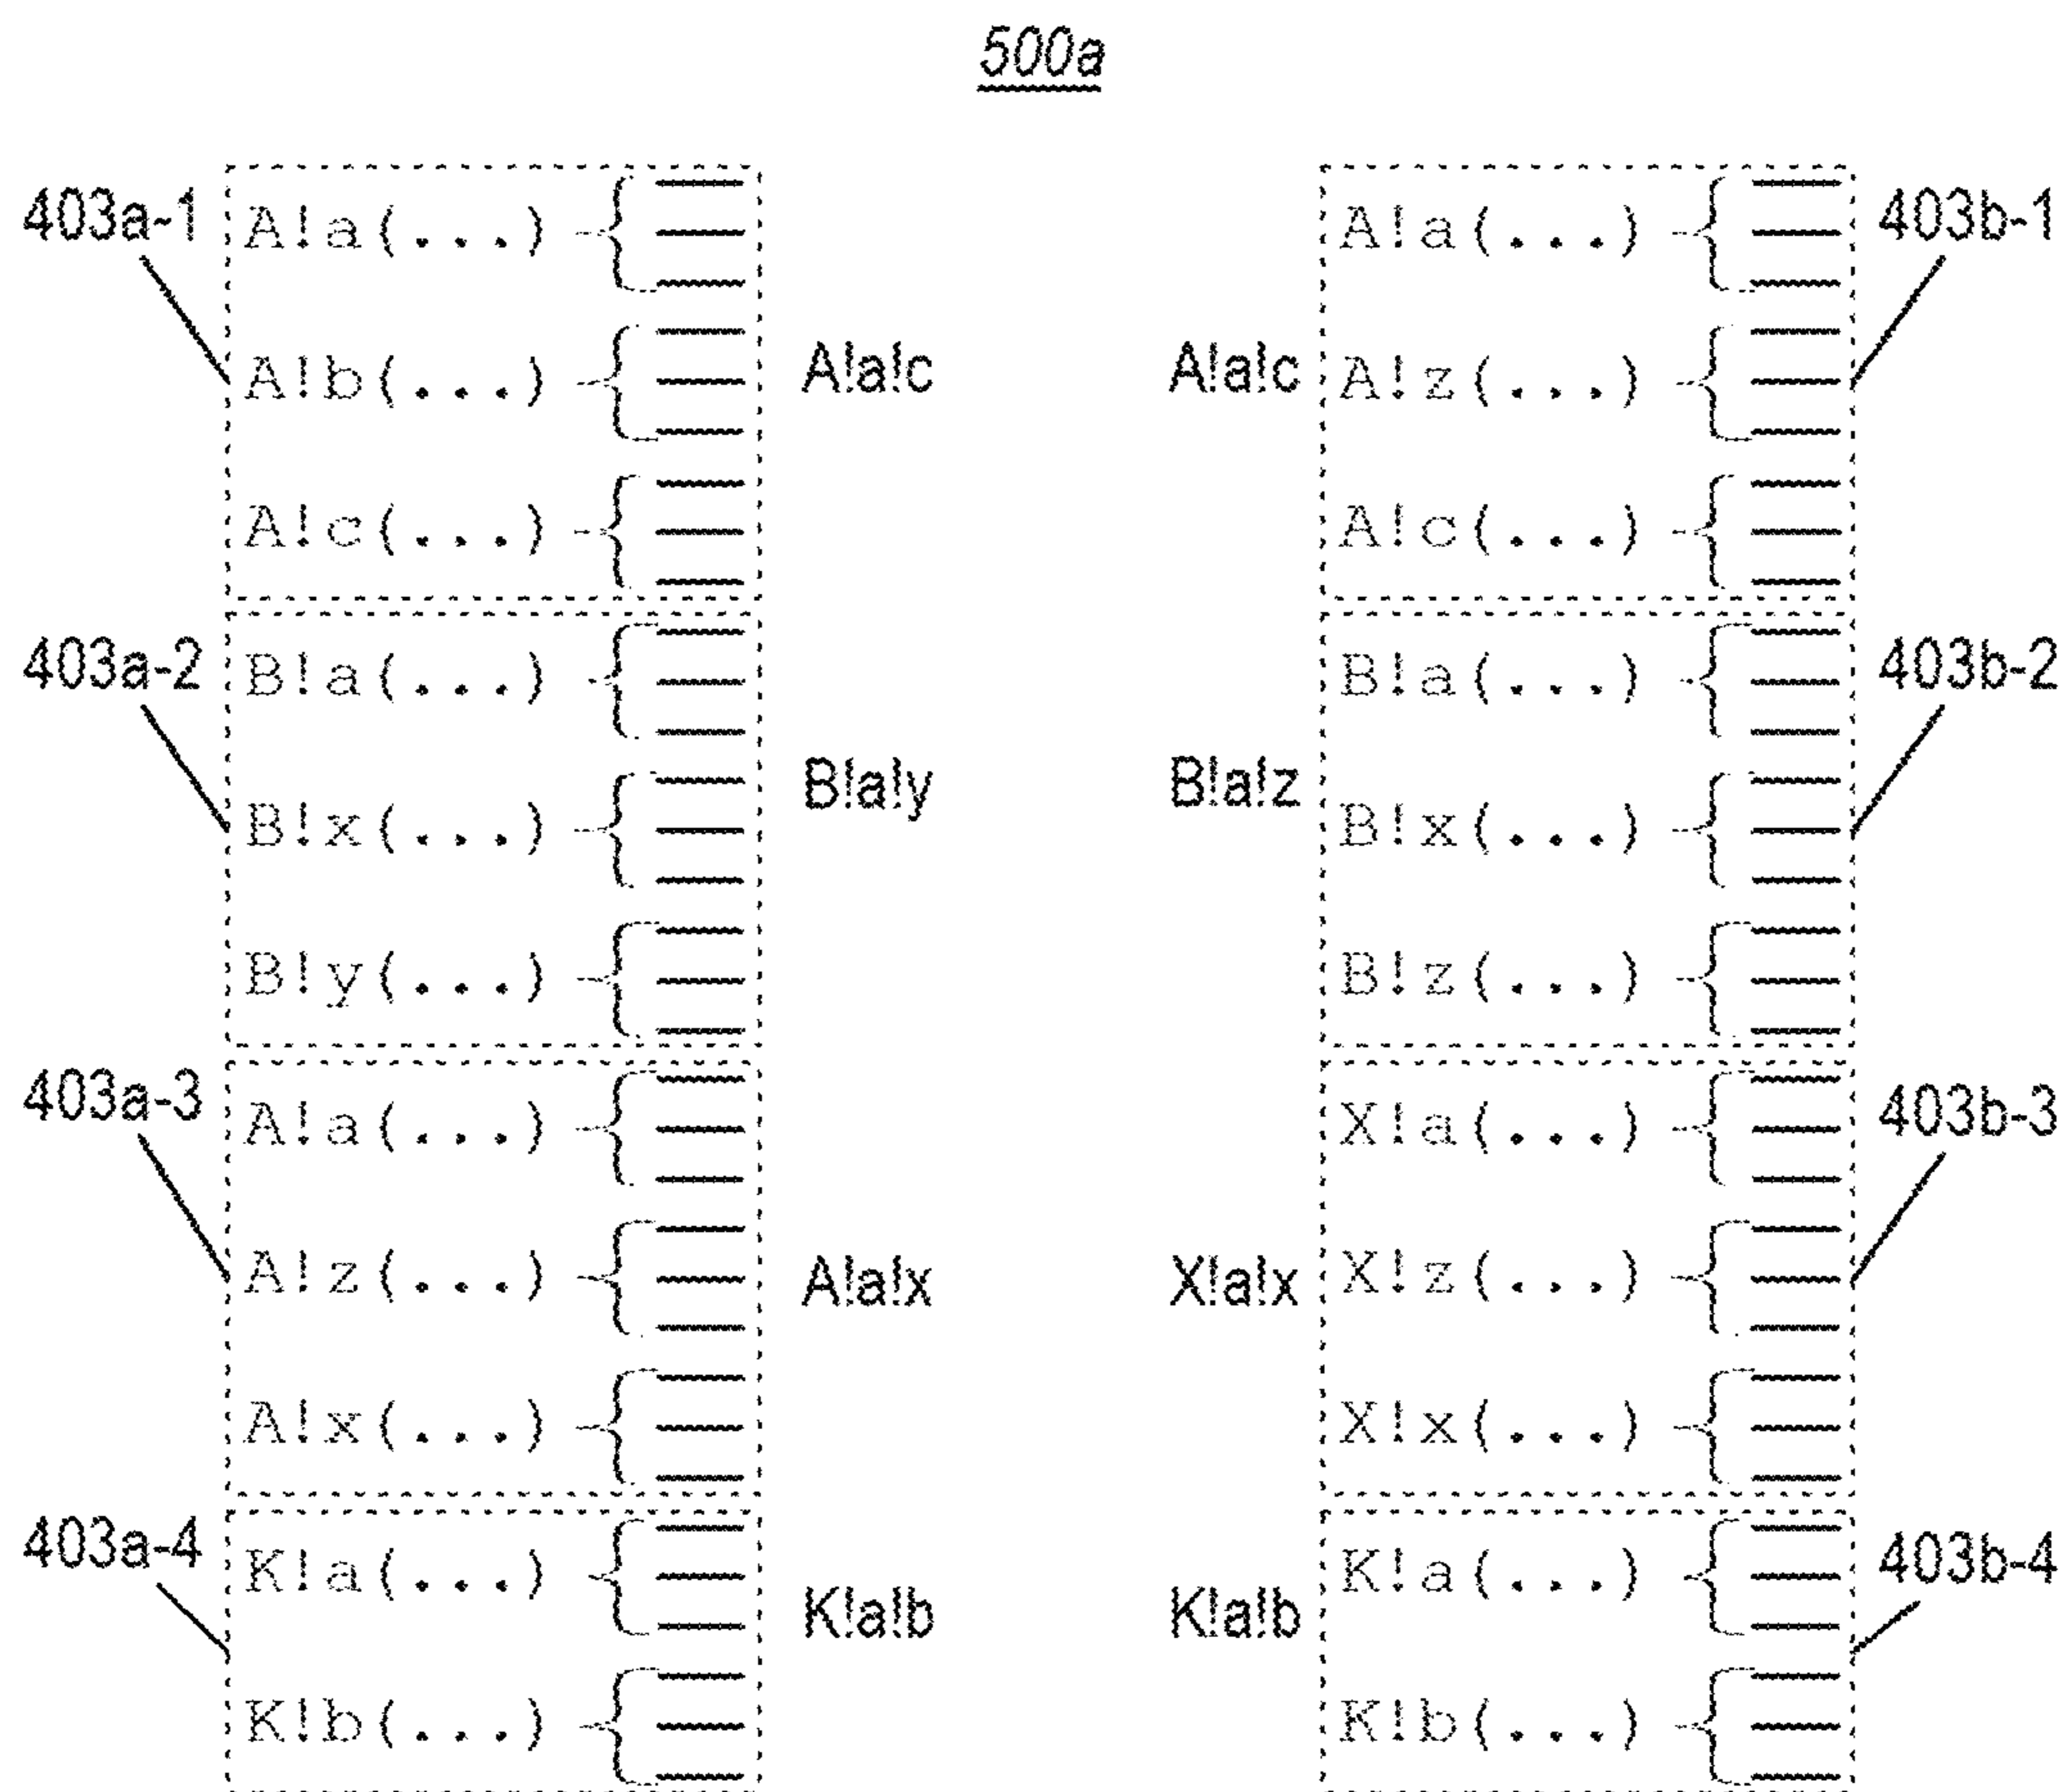 500a
403a-1
A!a(...)
A!b(...)
A!c(...)
A!a!c
403a-2
B!a(...)
B!x(...)
B!y(...)
B!a!y
403a-3
A!a(...)
A!z(...)
A!x(...)
A!a!x
403a-4
K!a(...)
K!b(...)
K!a!b
A!a!c
A!a(...)
A!z(...)
A!c(...)
403b-1
B!a!z
B!a(...)
B!x(...)
B!z(...)
403b-2
X!a!x
X!a(...)
X!z(...)
X!x(...)
403b-3
K!a!b
K!a(...)
K!b(...)
403b-4